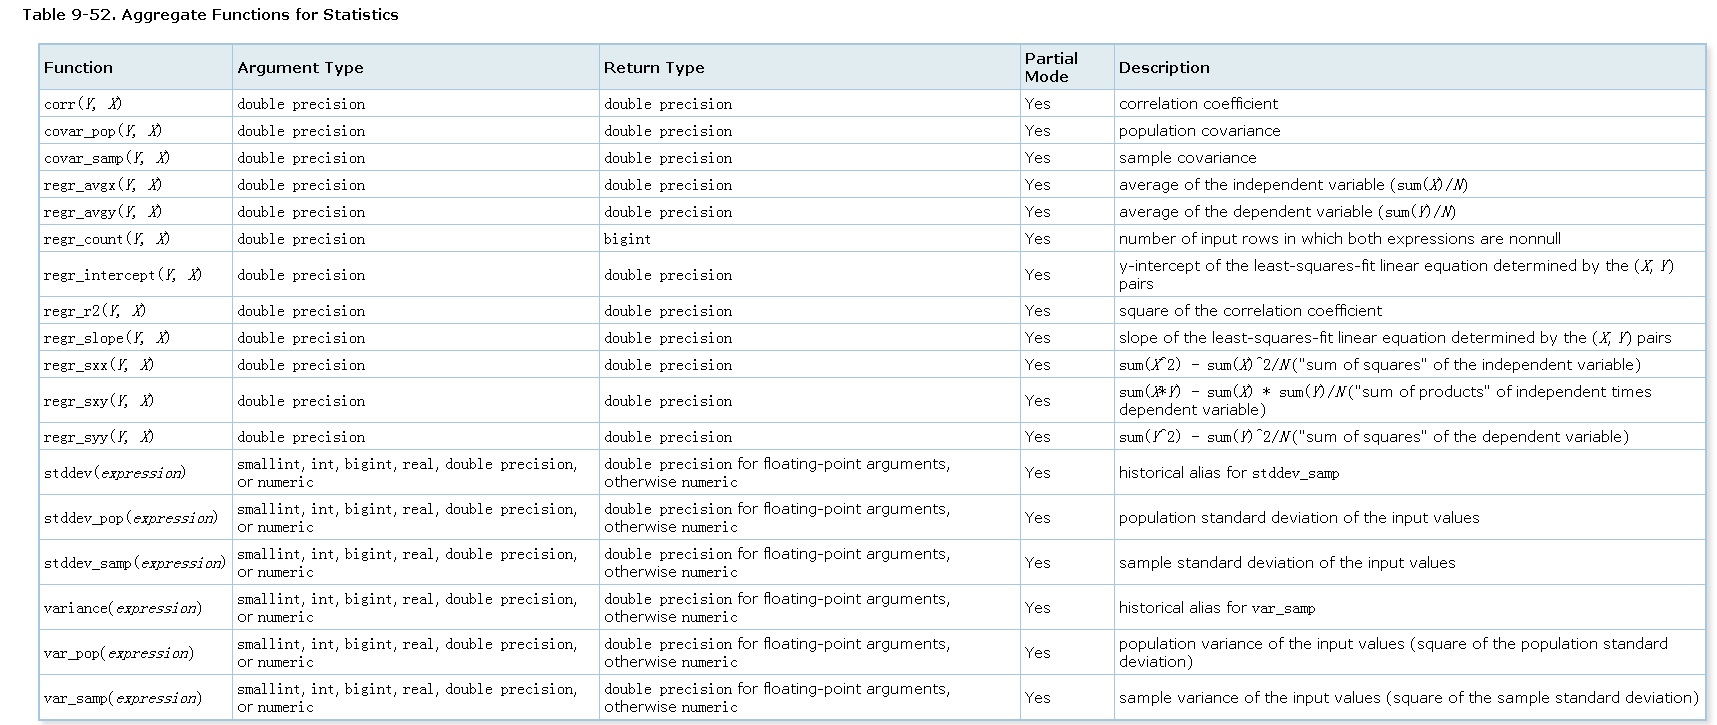 Table 9-52. Aggregate Functions for Statistics
Function Argument Type Return Type Partial Mode Description
corr(Y, X) double precision double precision Yes correlation coefficient
covar_pop(Y, X) double precision double precision Yes population covariance
covar_samp(Y, X) double precision double precision Yes sample covariance
regr_avgx(Y, X) double precision double precision Yes average of the independent variable (sum(X)/N)
regr_avgy(Y, X) double precision double precision Yes average of the dependent variable (sum(Y)/N)
regr_count(Y, X) double precision bigint Yes number of input rows in which both expressions are nonnull
regr_intercept(Y, X) double precision double precision Yes y-intercept of the least-squares-fit linear equation determined by the (X, Y)
pairs
regr_r2(Y, X) double precision double precision Yes square of the correlation coefficient
regr_slope(Y, X) double precision double precision Yes slope of the least-squares-fit linear equation determined by the (X, Y) pairs
regr_sxx(Y, X) double precision double precision Yes sum(X^2) - sum(X)^2/N ("sum of squares" of the independent variable)
regr_sxy(Y, X) double precision double precision Yes sum(X*Y) - sum(X) * sum(Y)/N ("sum of products" of independent times
dependent variable)
regr_syy(Y, X) double precision double precision Yes sum(Y^2) - sum(Y)^2/N ("sum of squares" of the dependent variable)
stddev(expression) smallint, int, bigint, real, double precision, double precision for floating-point arguments, Yes historical alias for stddev_samp
or numeric otherwise numeric
stddev_pop(expression) smallint, int, bigint, real, double precision, double precision for floating-point arguments, Yes population standard deviation of the input values
or numeric otherwise numeric
stddev_samp(expression) smallint, int, bigint, real, double precision, double precision for floating-point arguments, Yes sample standard deviation of the input values
or numeric otherwise numeric
variance(expression) smallint, int, bigint, real, double precision, double precision for floating-point arguments, Yes historical alias for var_samp
or numeric otherwise numeric
var_pop(expression) smallint, int, bigint, real, double precision, double precision for floating-point arguments, Yes population variance of the input values (square of the population standard
or numeric otherwise numeric deviation)
var_samp(expression) smallint, int, bigint, real, double precision, double precision for floating-point arguments, Yes sample variance of the input values (square of the sample standard deviation)
or numeric otherwise numeric